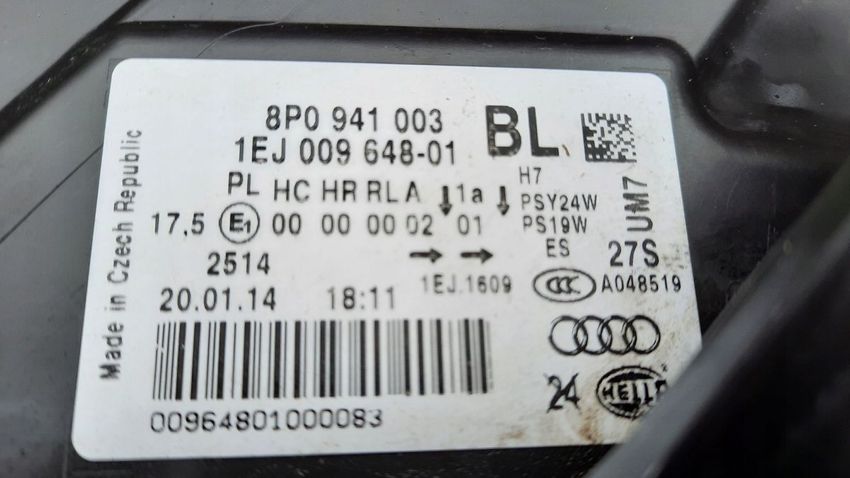 8P0 941 003
BL
1EJ 009 648-01
PL HC HR RL A 1a
H7
PSY24W
PS19W
ES
UM7
17,5 E1 00 00 00 02 01
27S
2514
20.01.14 18:11
1EJ.1609
CCC A048519
24
HELLA
00964801000083
Made in Czech Republic